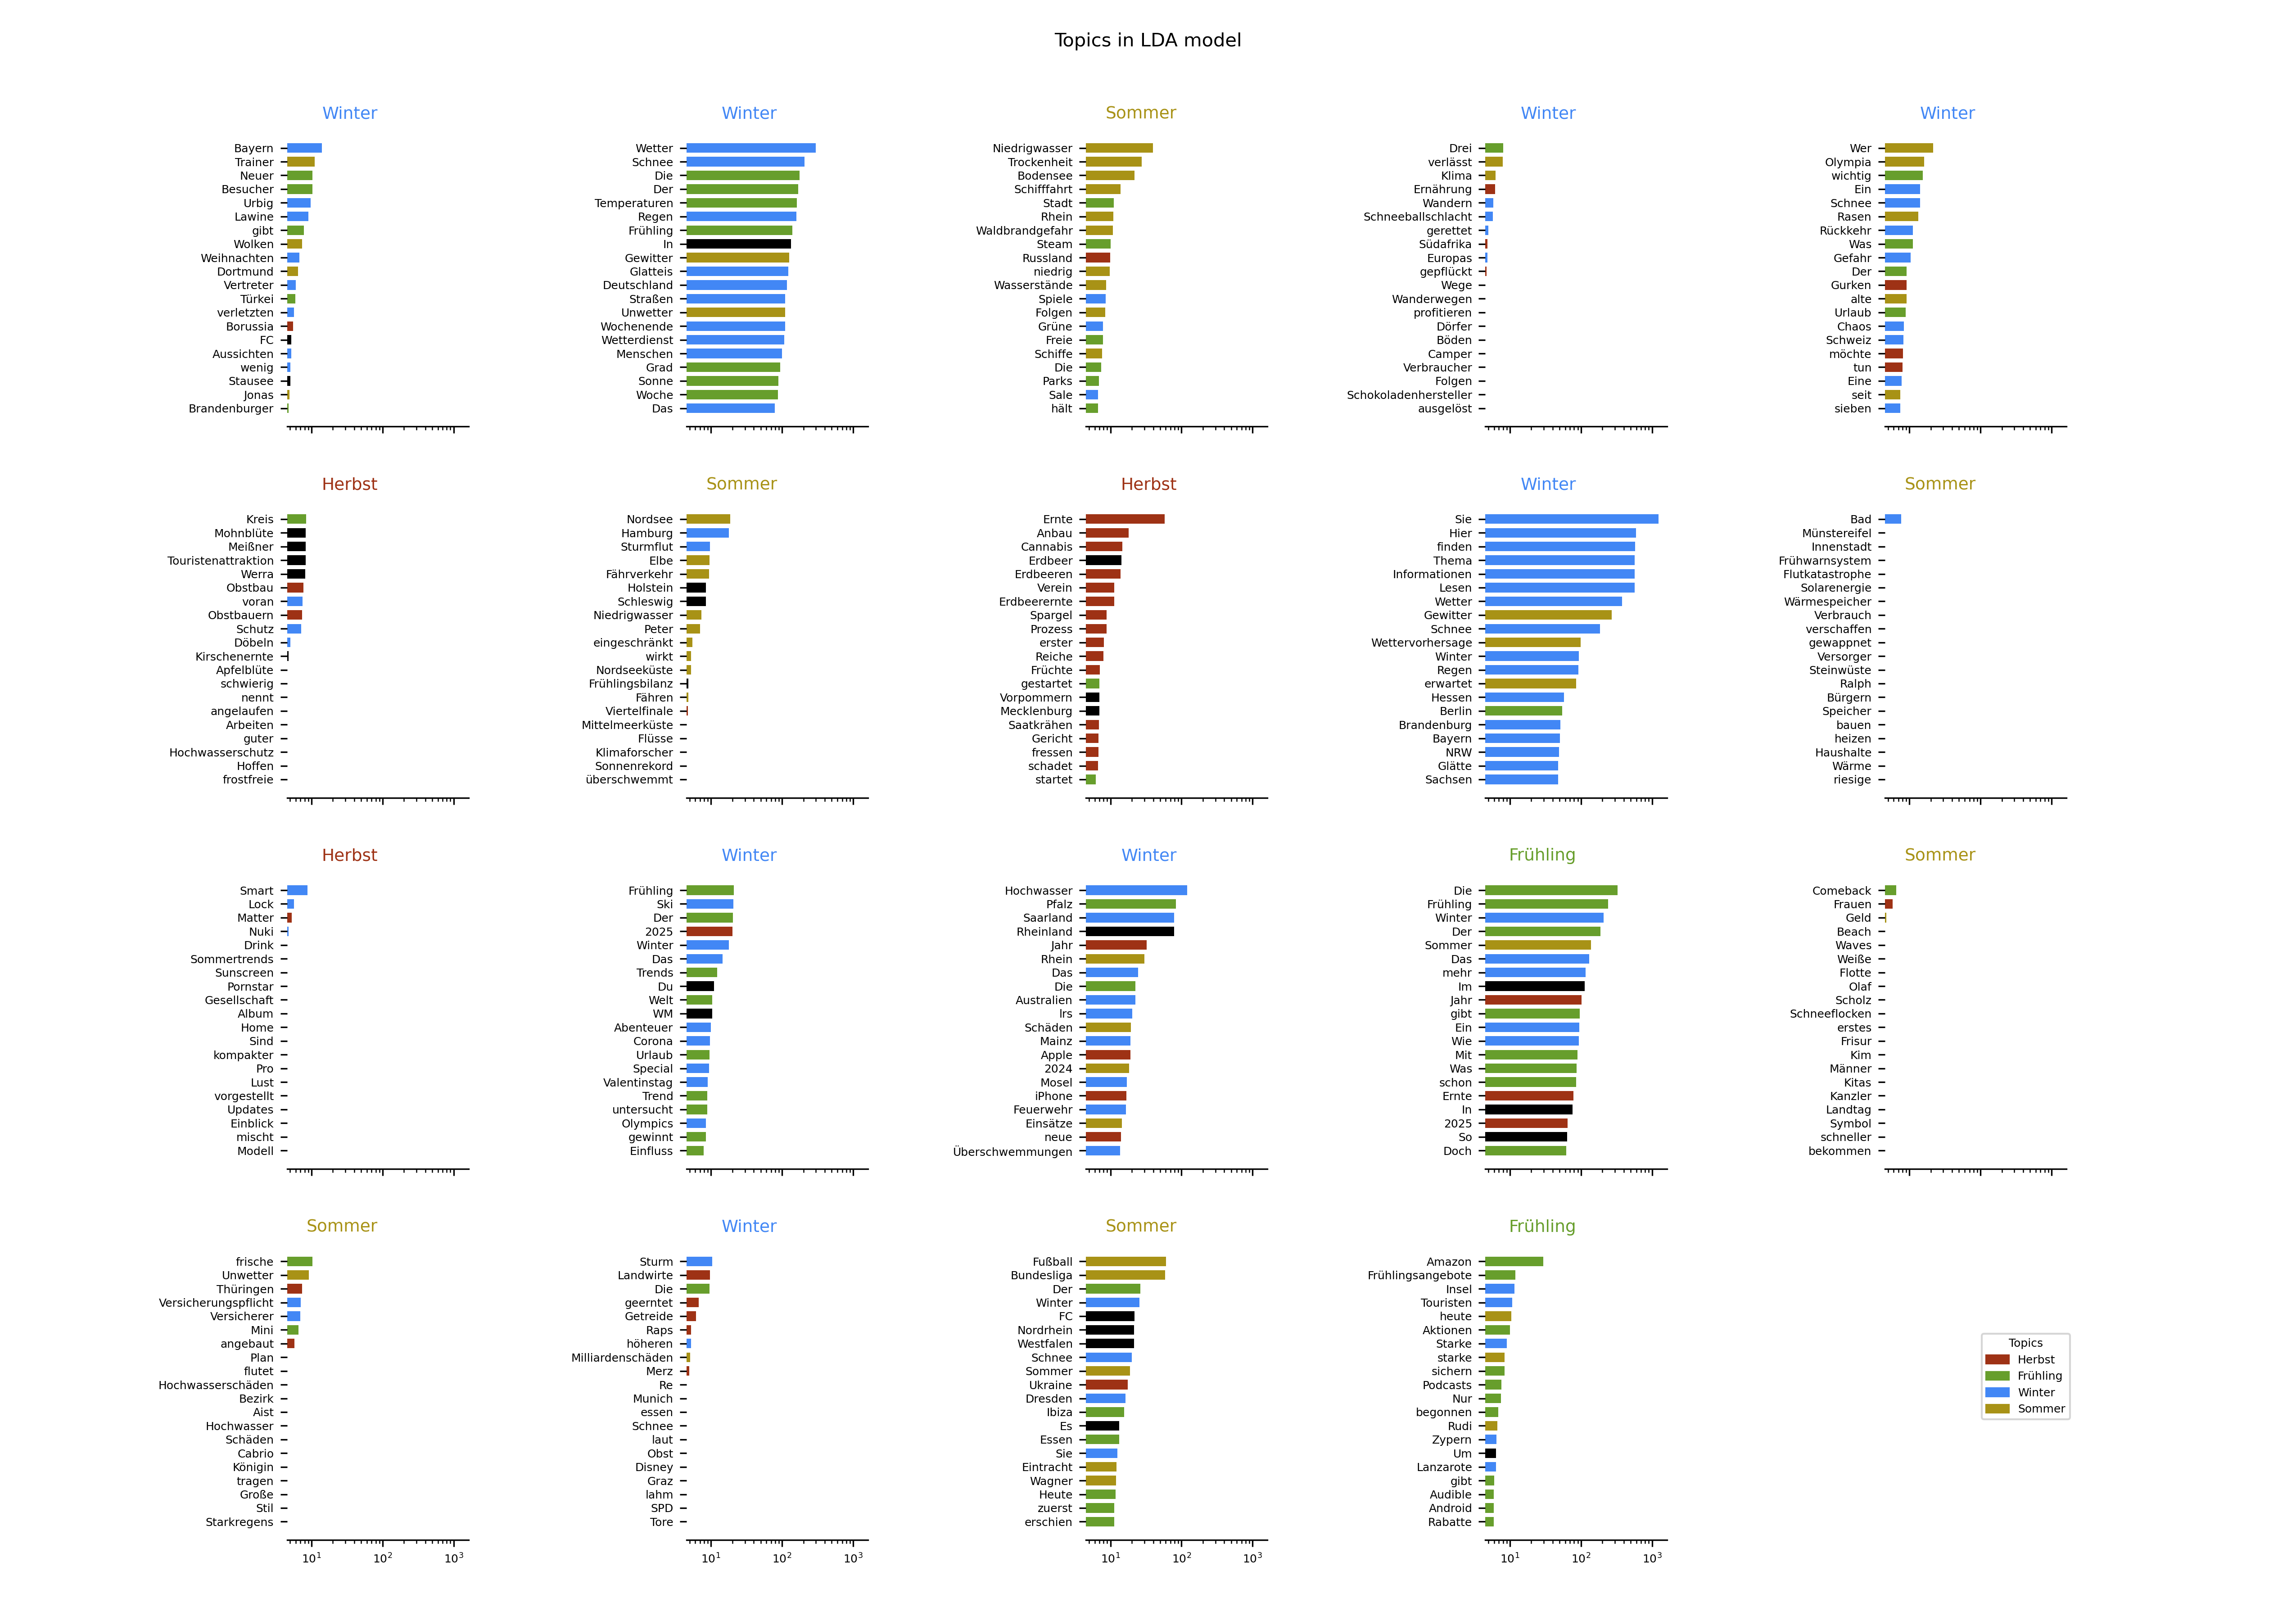 Topics in LDA model
Winter
Bayern
Trainer
Neuer
Besucher
Urbig
Lawine
gibt
Wolken
Weihnachten
Dortmund
Vertreter
Türkei
verletzten
Borussia
FC
Aussichten
wenig
Stausee
Jonas
Brandenburger
Winter
Wetter
Schnee
Die
Der
Temperaturen
Regen
Frühling
In
Gewitter
Glatteis
Deutschland
Straßen
Unwetter
Wochenende
Wetterdienst
Menschen
Grad
Sonne
Woche
Das
Sommer
Niedrigwasser
Trockenheit
Bodensee
Schifffahrt
Stadt
Rhein
Waldbrandgefahr
Steam
Russland
niedrig
Wasserstände
Spiele
Folgen
Grüne
Freie
Schiffe
Die
Parks
Sale
hält
Winter
Drei
verlässt
Klima
Ernährung
Wandern
Schneeballschlacht
gerettet
Südafrika
Europas
gepflückt
Wege
Wanderwegen
profitieren
Dörfer
Böden
Camper
Verbraucher
Folgen
Schokoladenhersteller
ausgelöst
Winter
Wer
Olympia
wichtig
Ein
Schnee
Rasen
Rückkehr
Was
Gefahr
Der
Gurken
alte
Urlaub
Chaos
Schweiz
möchte
tun
Eine
seit
sieben
Herbst
Kreis
Mohnblüte
Meißner
Touristenattraktion
Werra
Obstbau
voran
Obstbauern
Schutz
Döbeln
Kirschenernte
Apfelblüte
schwierig
nennt
angelaufen
Arbeiten
guter
Hochwasserschutz
Hoffen
frostfreie
Sommer
Nordsee
Hamburg
Sturmflut
Elbe
Fährverkehr
Holstein
Schleswig
Niedrigwasser
Peter
eingeschränkt
wirkt
Nordseeküste
Frühlingsbilanz
Fähren
Viertelfinale
Mittelmeerküste
Flüsse
Klimaforscher
Sonnenrekord
überschwemmt
Herbst
Ernte
Anbau
Cannabis
Erdbeer
Erdbeeren
Verein
Erdbeerernte
Spargel
Prozess
erster
Reiche
Früchte
gestartet
Vorpommern
Mecklenburg
Saatkrähen
Gericht
fressen
schadet
startet
Winter
Sie
Hier
finden
Thema
Informationen
Lesen
Wetter
Gewitter
Schnee
Wettervorhersage
Winter
Regen
erwartet
Hessen
Berlin
Brandenburg
Bayern
NRW
Glätte
Sachsen
Sommer
Bad
Münstereifel
Innenstadt
Frühwarnsystem
Flutkatastrophe
Solarenergie
Wärmespeicher
Verbrauch
verschaffen
gewappnet
Versorger
Steinwüste
Ralph
Bürgern
Speicher
bauen
heizen
Haushalte
Wärme
riesige
Herbst
Smart
Lock
Matter
Nuki
Drink
Sommertrends
Sunscreen
Pornstar
Gesellschaft
Album
Home
Sind
kompakter
Pro
Lust
vorgestellt
Updates
Einblick
mischt
Modell
Winter
Frühling
Ski
Der
2025
Winter
Das
Trends
Du
Welt
WM
Abenteuer
Corona
Urlaub
Special
Valentinstag
Trend
untersucht
Olympics
gewinnt
Einfluss
Winter
Hochwasser
Pfalz
Saarland
Rheinland
Jahr
Rhein
Das
Die
Australien
Irs
Schäden
Mainz
Apple
2024
Mosel
iPhone
Feuerwehr
Einsätze
neue
Überschwemmungen
Frühling
Die
Frühling
Winter
Der
Sommer
Das
mehr
Im
Jahr
gibt
Ein
Wie
Mit
Was
schon
Ernte
In
2025
So
Doch
Sommer
Comeback
Frauen
Geld
Beach
Waves
Weiße
Flotte
Olaf
Scholz
Schneeflocken
erstes
Frisur
Kim
Männer
Kitas
Kanzler
Landtag
Symbol
schneller
bekommen
Sommer
frische
Unwetter
Thüringen
Versicherungspflicht
Versicherer
Mini
angebaut
Plan
flutet
Hochwasserschäden
Bezirk
Aist
Hochwasser
Schäden
Cabrio
Königin
tragen
Große
Stil
Starkregens
10¹ 10² 10³
Winter
Sturm
Landwirte
Die
geerntet
Getreide
Raps
höheren
Milliardenschäden
Merz
Re
Munich
essen
Schnee
laut
Obst
Disney
Graz
lahm
SPD
Tore
10¹ 10² 10³
Sommer
Fußball
Bundesliga
Der
Winter
FC
Nordrhein
Westfalen
Schnee
Sommer
Ukraine
Dresden
Ibiza
Es
Essen
Sie
Eintracht
Wagner
Heute
zuerst
erschien
10¹ 10² 10³
Frühling
Amazon
Frühlingsangebote
Insel
Touristen
heute
Aktionen
Starke
starke
sichern
Podcasts
Nur
begonnen
Rudi
Zypern
Um
Lanzarote
gibt
Audible
Android
Rabatte
10¹ 10² 10³
Topics
Herbst
Frühling
Winter
Sommer